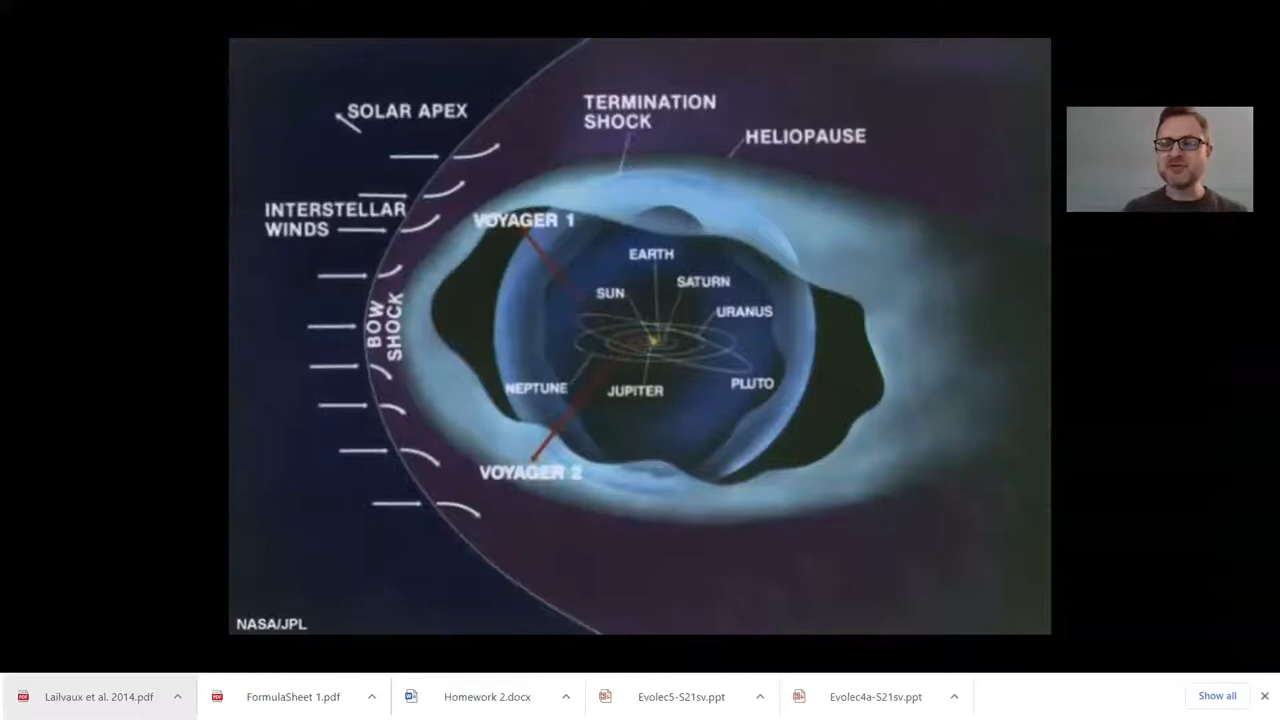 SOLAR APEX
TERMINATION
SHOCK
HELIOPAUSE
INTERSTELLAR
WINDS
VOYAGER 1
EARTH
SATURN
SUN
URANUS
BOW
SHOCK
NEPTUNE
JUPITER
PLUTO
VOYAGER 2
NASA/JPL
Lailvaux et al. 2014.pdf
FormulaSheet 1.pdf
Homework 2.docx
Evolec5-S21sv.ppt
Evolec4a-S21sv.ppt
Show all